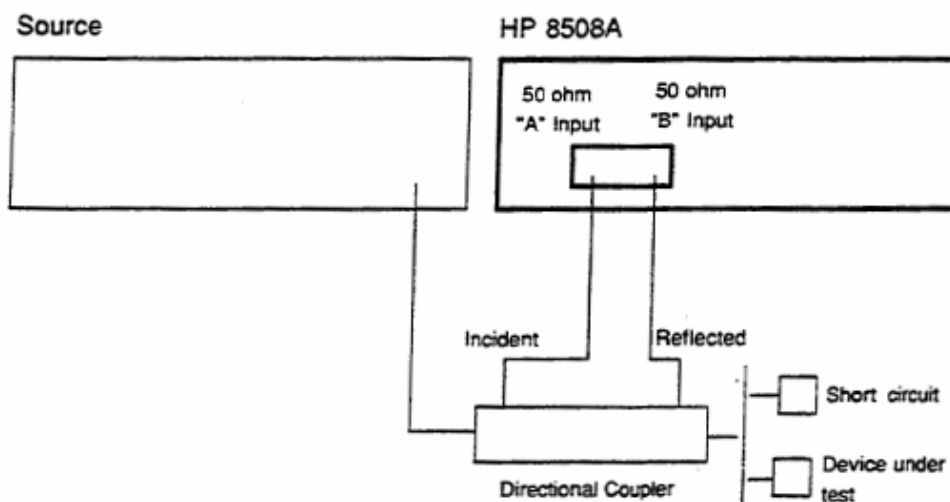 Source
HP 8508A
50 ohm
"A" Input
50 ohm
"B" Input
Incident
Reflected
Short circuit
Device under
test
Directional Coupler